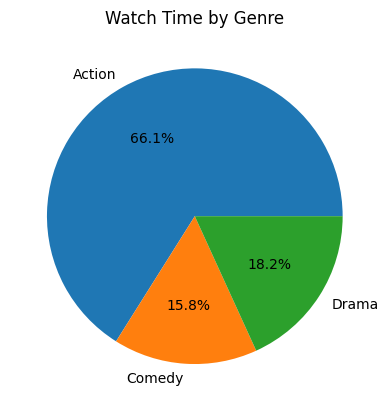 Watch Time by Genre
Action
66.1%
18.2%
15.8%
Drama
Comedy